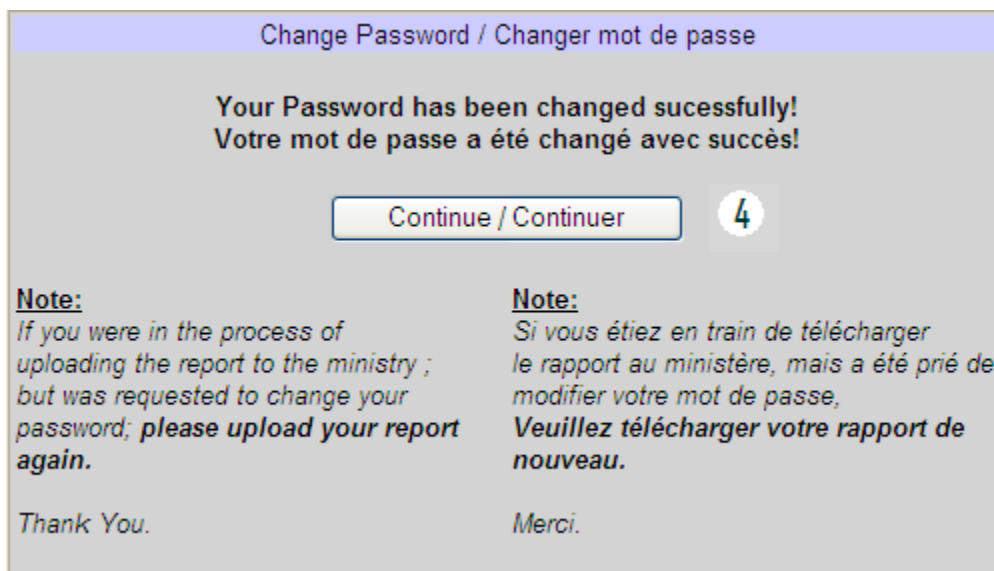 Change Password / Changer mot de passe
Your Password has been changed sucessfully!
Votre mot de passe a été changé avec succès!
Continue / Continuer
4
Note:
If you were in the process of
uploading the report to the ministry ;
but was requested to change your
password; please upload your report
again.
Thank You.
Note:
Si vous étiez en train de télécharger
le rapport au ministère, mais a été prié de
modifier votre mot de passe,
Veuillez télécharger votre rapport de
nouveau.
Merci.